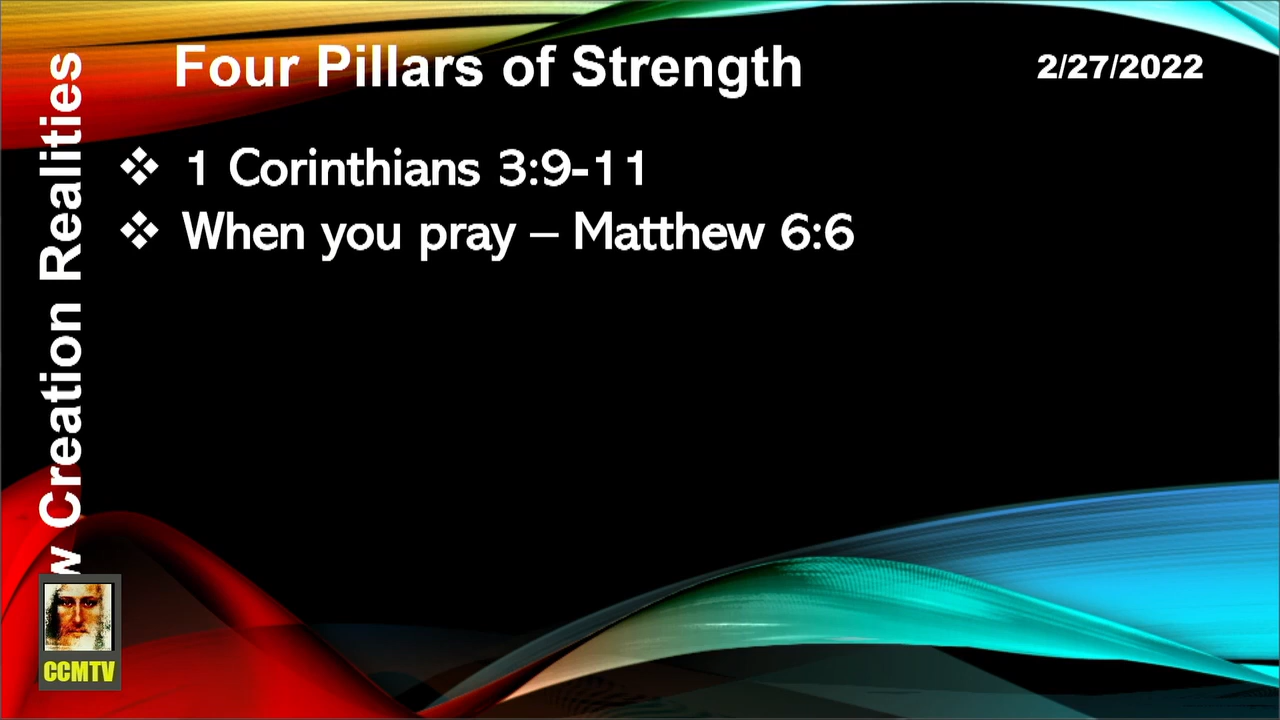 Four Pillars of Strength
2/27/2022
❖ 1 Corinthians 3:9-11
❖ When you pray – Matthew 6:6
w Creation Realities
CCMTV